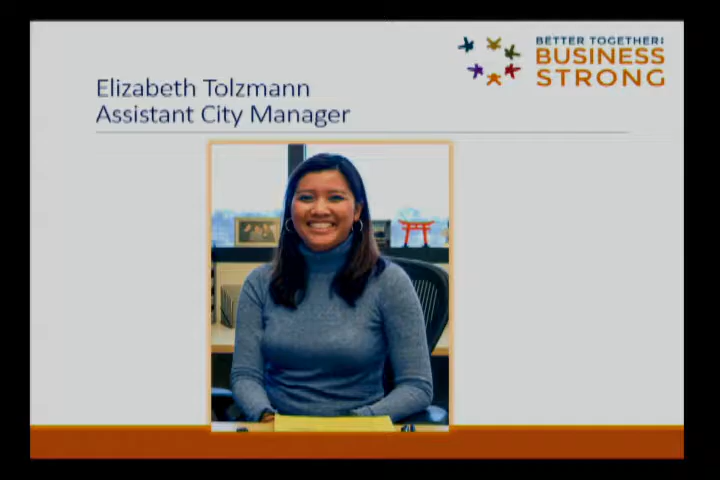 BETTER TOGETHER:
BUSINESS
STRONG
Elizabeth Tolzmann
Assistant City Manager